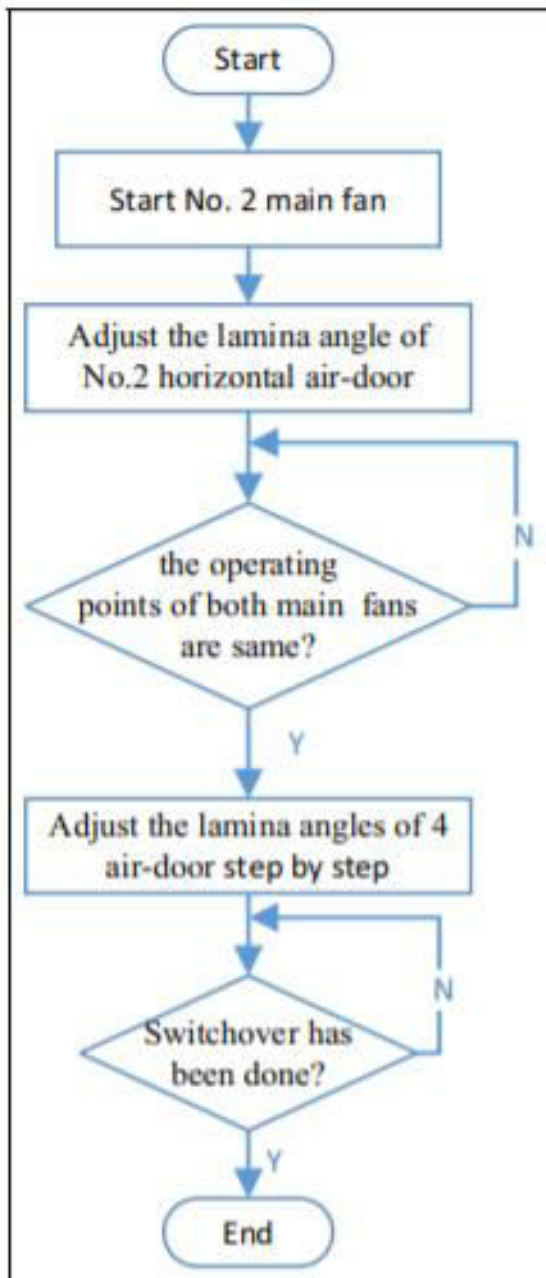 Start
Start No. 2 main fan
Adjust the lamina angle of
No.2 horizontal air-door
N
the operating
points of both main fans
are same?
Y
Adjust the lamina angles of 4
air-door step by step
N
Switchover has
been done?
Y
End